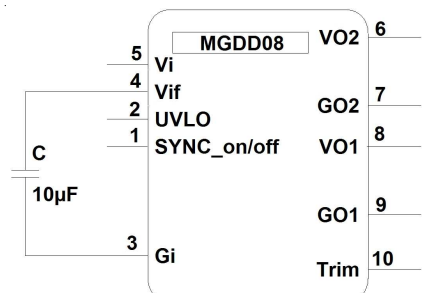 MGDD08
5 Vi
4 Vif
2 UVLO
1 SYNC_on/off
C
10µF
3 Gi
VO2 6
GO2 7
VO1 8
GO1 9
Trim 10